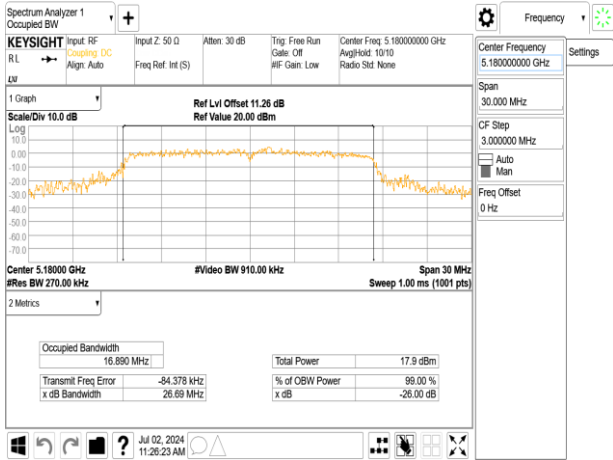 Spectrum Analyzer 1
Occupied BW
Frequency
KEYSIGHT
RL
Input: RF
Coupling: DC
Align: Auto
Input Z: 50 Ω
Freq Ref: Int (S)
Atten: 30 dB
Trig: Free Run
Gate: Off
#IF Gain: Low
Center Freq: 5.180000000 GHz
Avg|Hold: 10/10
Radio Std: None
Center Frequency
5.180000000 GHz
Settings
Span
30.000 MHz
CF Step
3.000000 MHz
Auto
Man
Freq Offset
0 Hz
1 Graph
Scale/Div 10.0 dB
Ref Lvl Offset 11.26 dB
Ref Value 20.00 dBm
Log
10.0
0.00
-10.0
-20.0
-30.0
-40.0
-50.0
-60.0
-70.0
Center 5.18000 GHz
#Video BW 910.00 kHz
Span 30 MHz
#Res BW 270.00 kHz
Sweep 1.00 ms (1001 pts)
2 Metrics
Occupied Bandwidth
16.890 MHz
Total Power
17.9 dBm
Transmit Freq Error
-84.378 kHz
% of OBW Power
99.00 %
x dB Bandwidth
26.69 MHz
x dB
-26.00 dB
?
Jul 02, 2024
11:26:23 AM